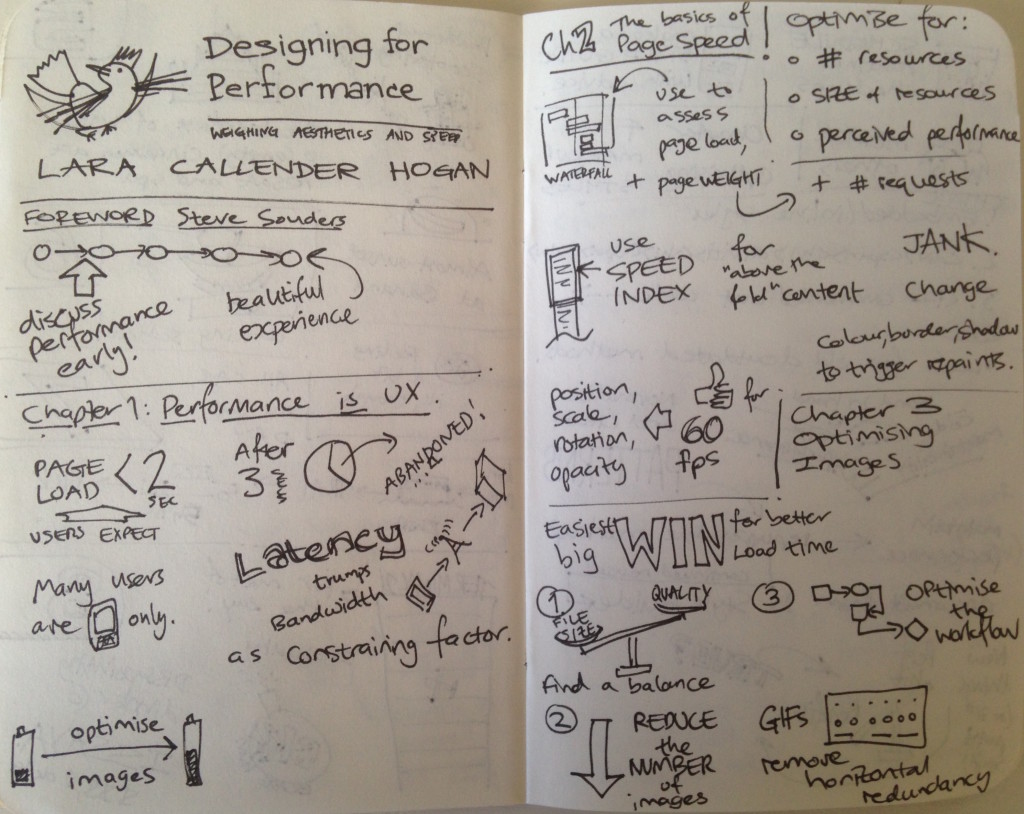 Designing for
Performance
WEIGHING AESTHETICS AND SPEED
LARA CALLENDER HOGAN
FOREWORD Steve Souders
discuss
performance
early!
beautiful
experience
Chapter 1: Performance is UX.
PAGE
LOAD < 2
SEC
USERS EXPECT
After
3 secs
ABANDONED!
Many users
are only.
Latency
trumps
Bandwidth
as constraining factor.
optimise
images
Ch2 The basics of
Page Speed
use to
assess
page load,
+ page WEIGHT
WATERFALL
Optimise for:
# resources
SIZE of resources
perceived performance
+ # requests
use
SPEED
INDEX
for
"above the
fold" content
JANK.
Change
colour, border, shadow
to trigger repaints.
position,
scale,
rotation,
opacity
for
60
fps
Chapter 3
Optimising
Images
Easiest
big
WIN
for better
Load time
1
FILE
SIZE
QUALITY
find a balance
2
REDUCE
the
NUMBER
of
images
3
OPTIMISE
the
workflow
GIFs
remove
horizontal
redundancy